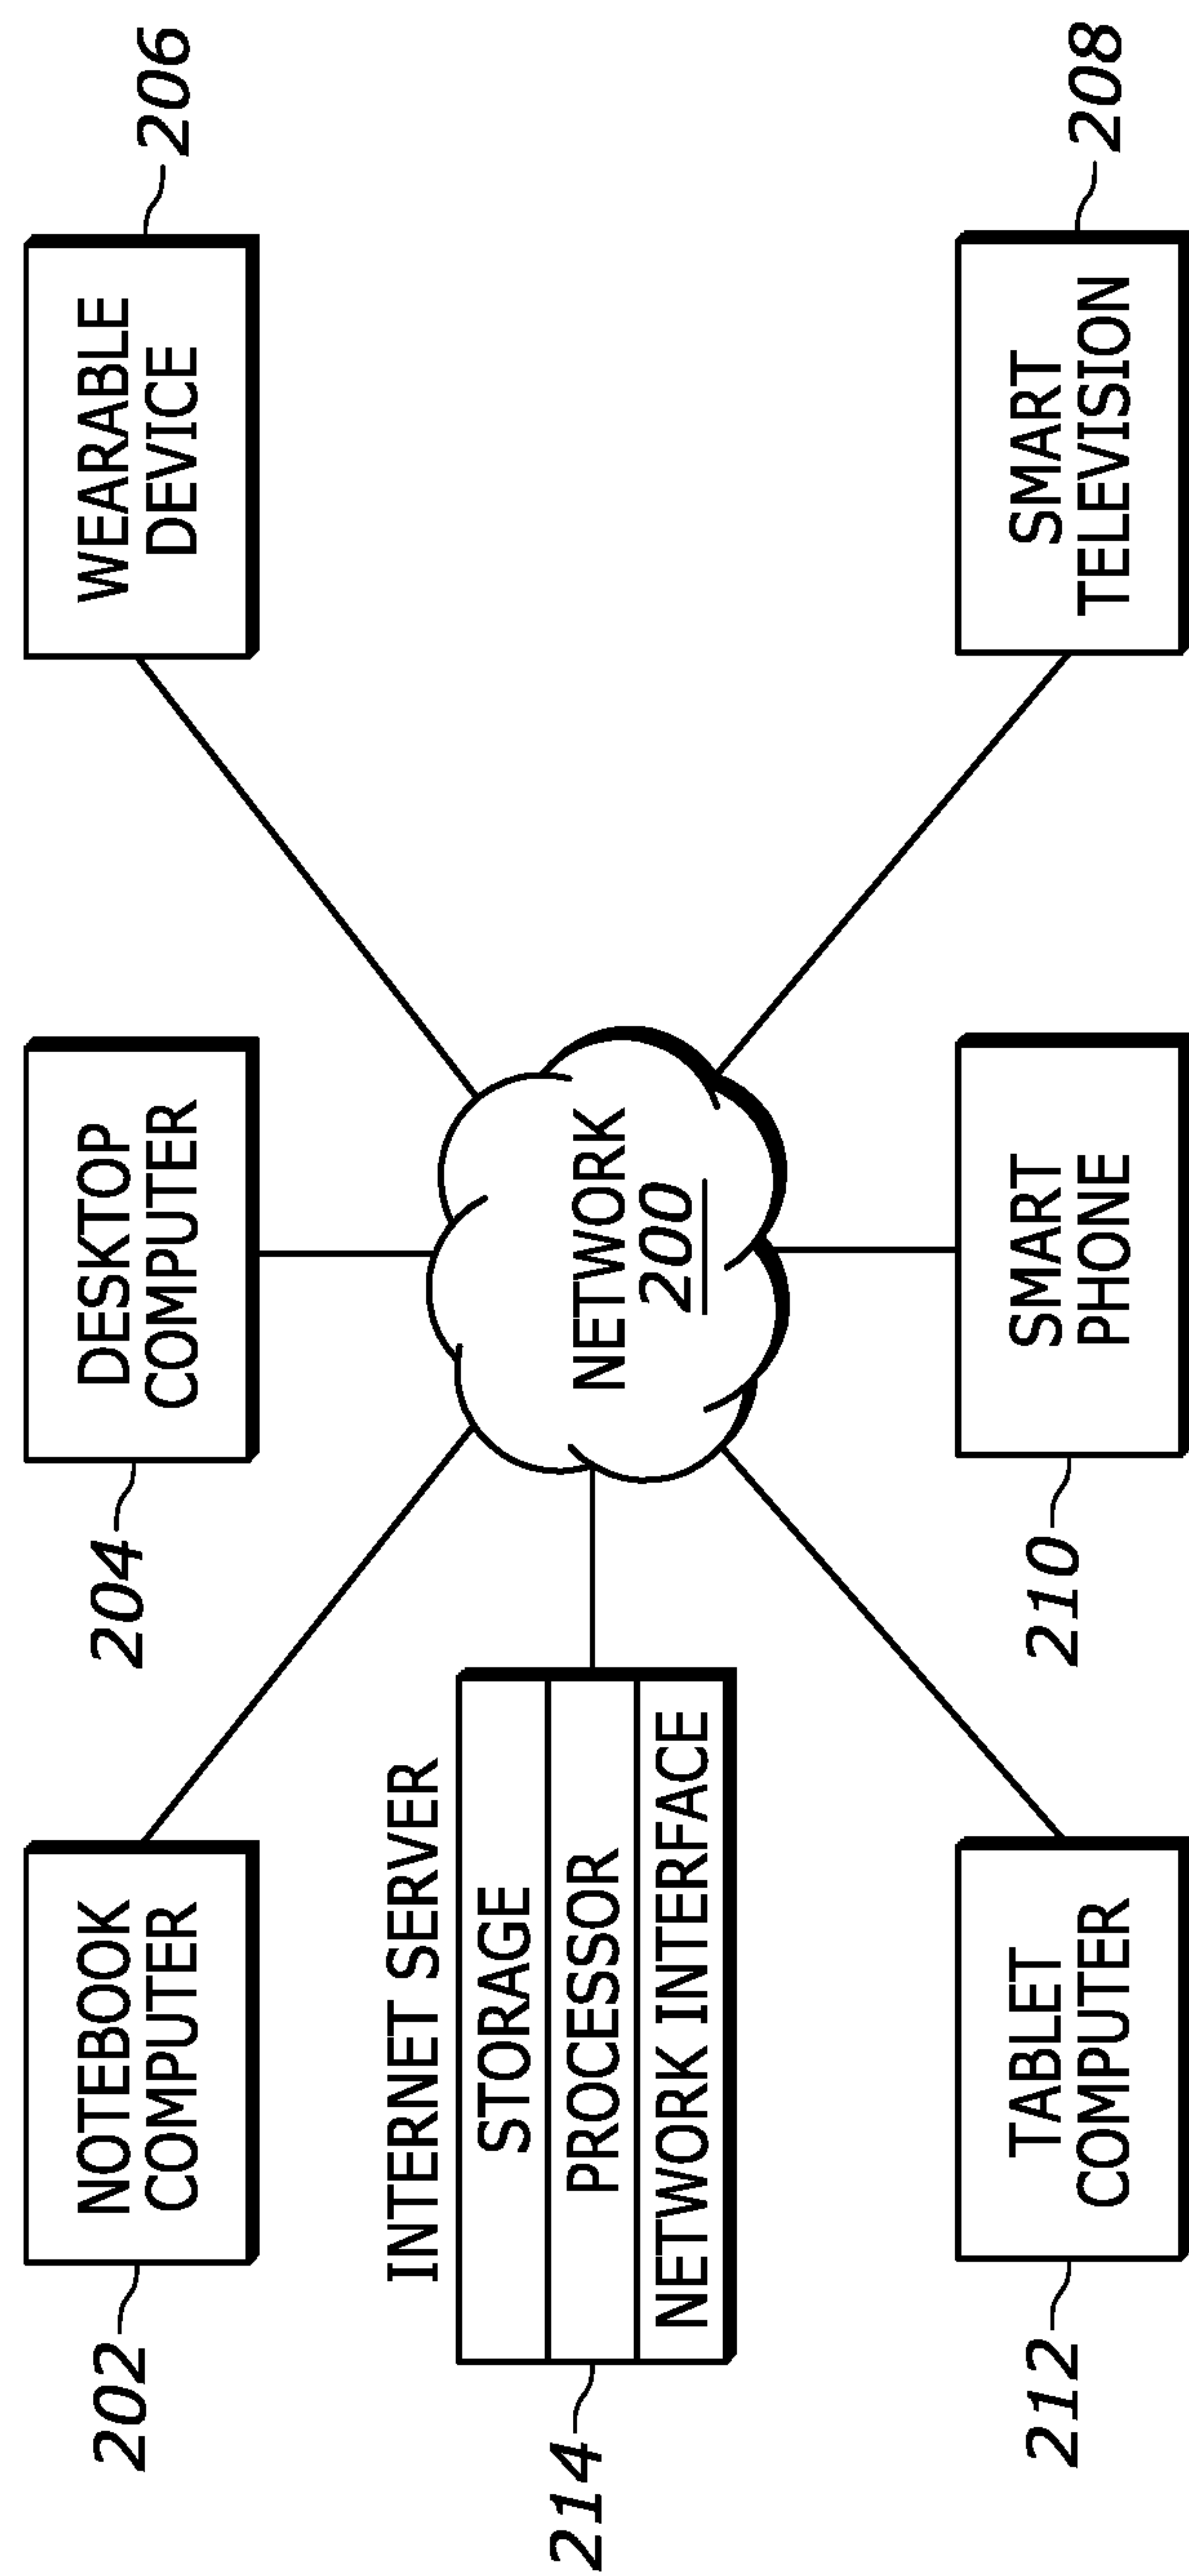 202
NOTEBOOK
COMPUTER
204
DESKTOP
COMPUTER
WEARABLE
DEVICE
206
INTERNET SERVER
214
STORAGE
PROCESSOR
NETWORK INTERFACE
NETWORK
200
212
TABLET
COMPUTER
210
SMART
PHONE
SMART
TELEVISION
208